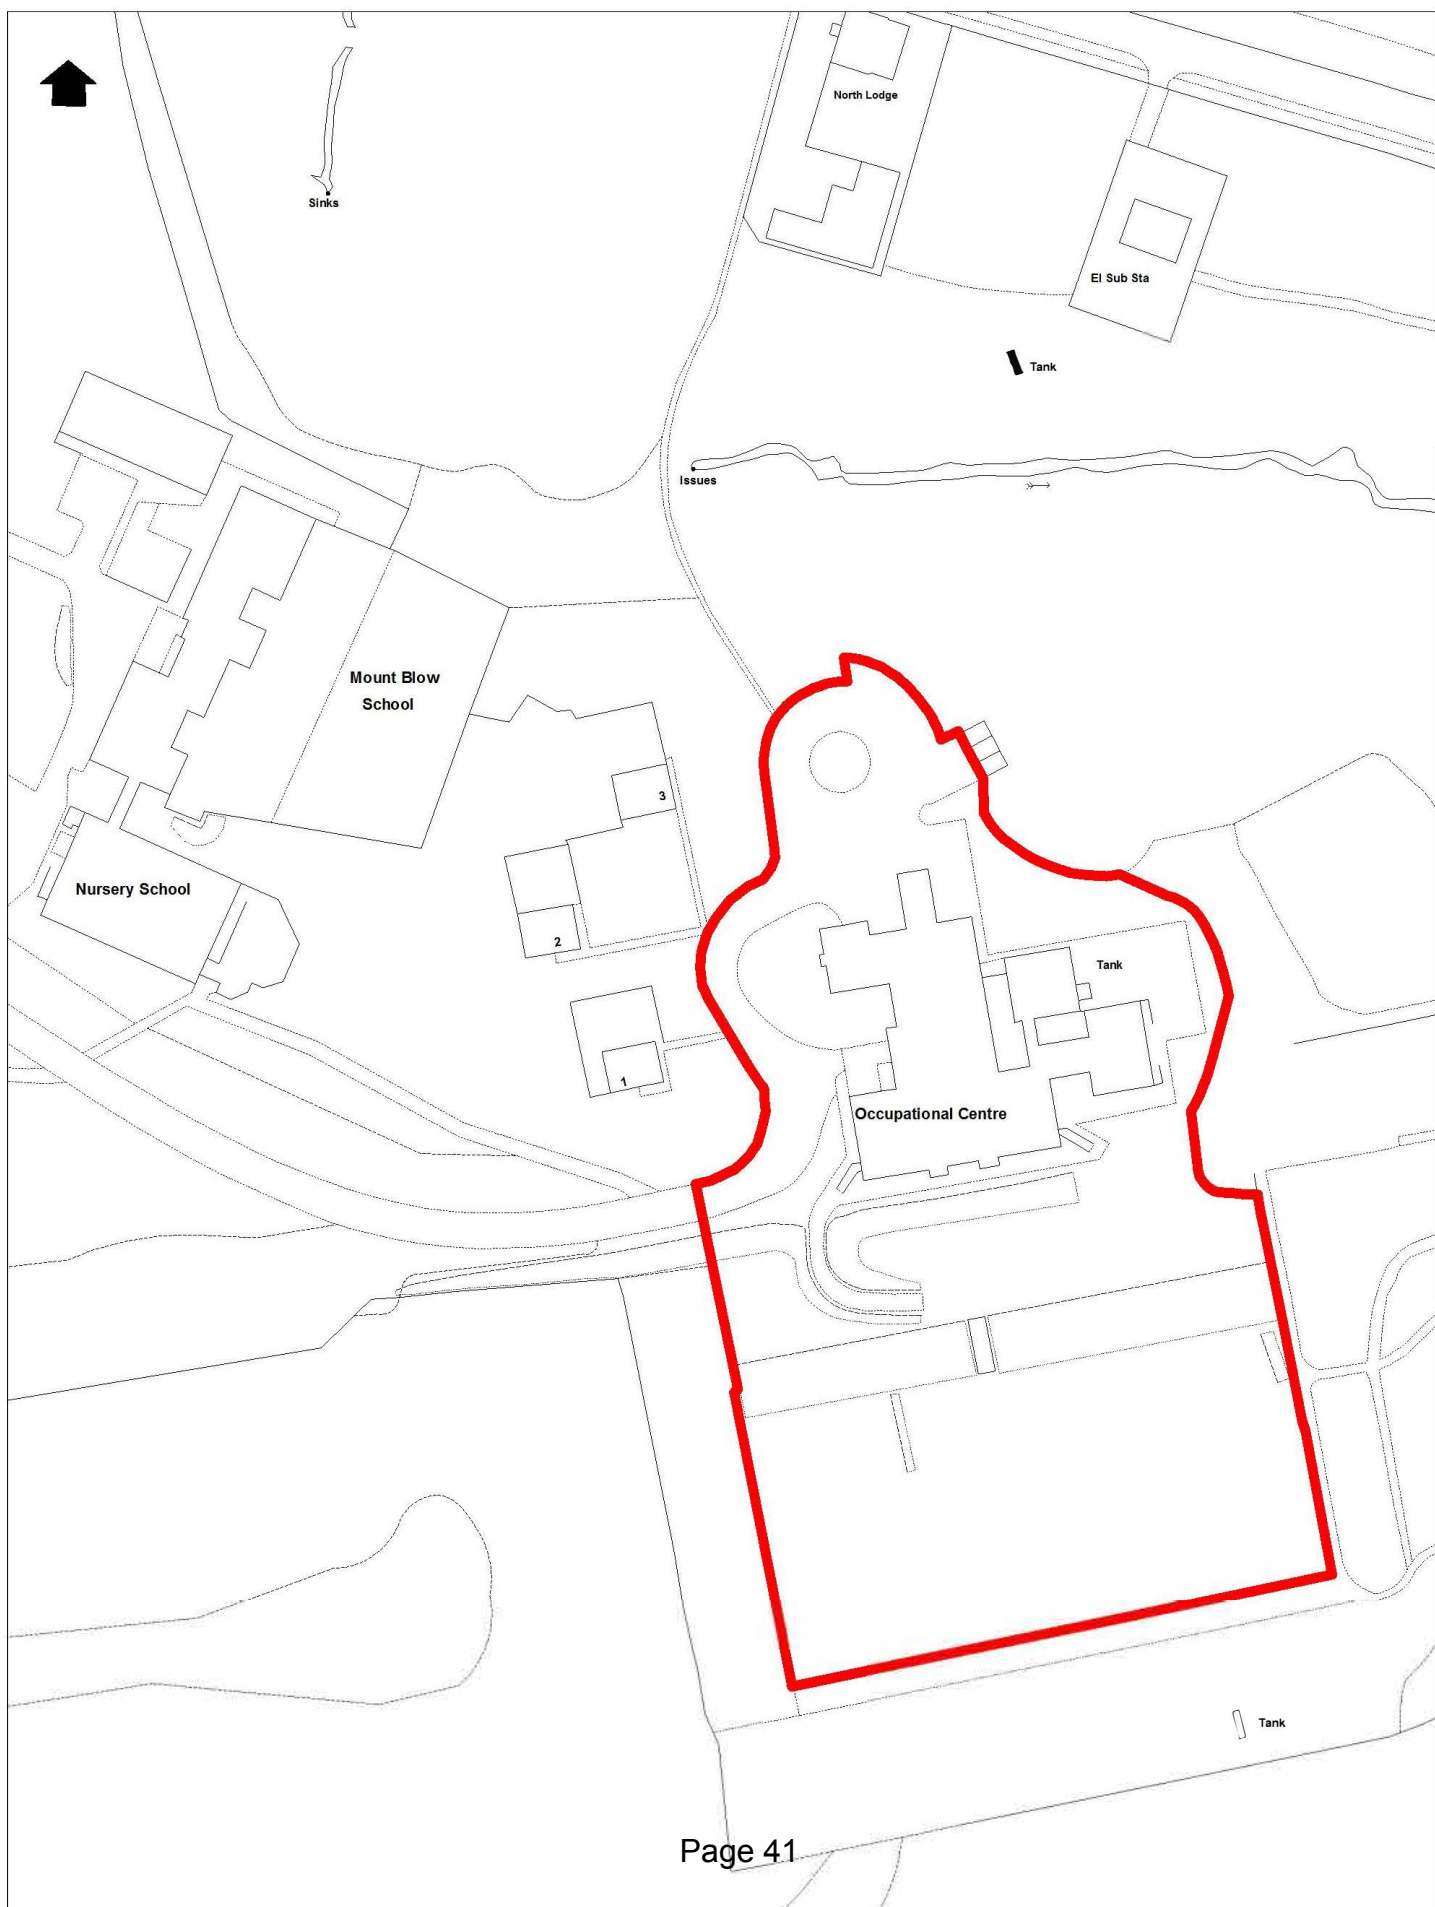 North Lodge
Sinks
El Sub Sta
Tank
Issues
Mount Blow
School
3
Nursery School
2
Tank
1
Occupational Centre
Tank
Page 41